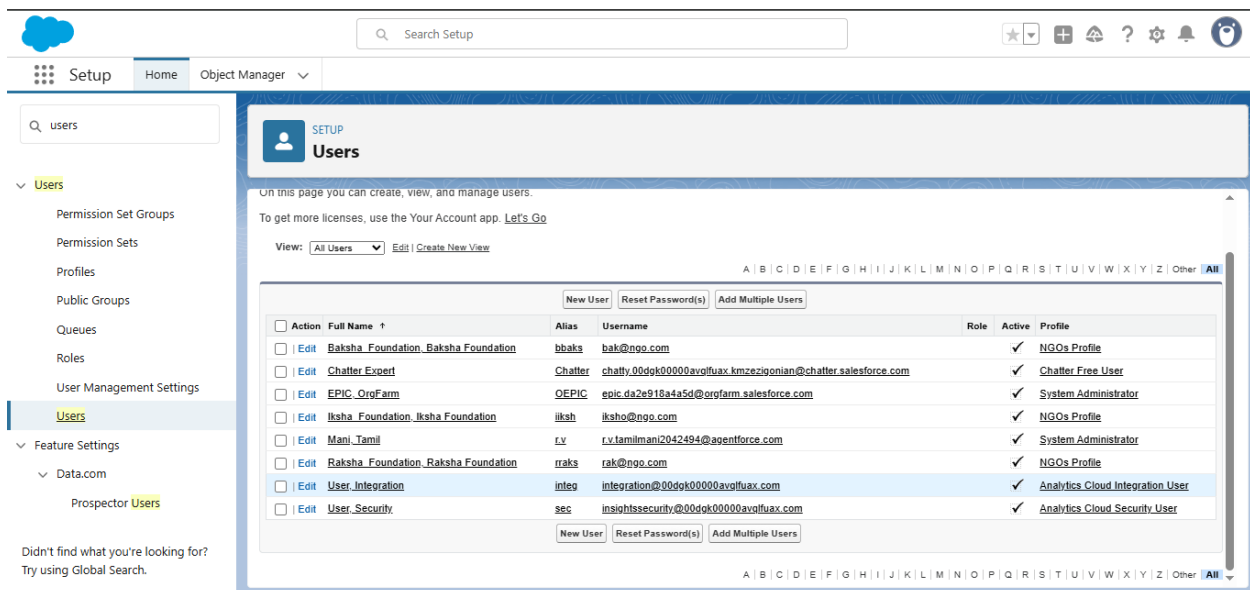 Search Setup
Setup Home Object Manager
users
SETUP
Users
Users
Permission Set Groups
Permission Sets
Profiles
Public Groups
Queues
Roles
User Management Settings
Users
Feature Settings
Data.com
Prospector Users
Didn't find what you're looking for?
Try using Global Search.
On this page you can create, view, and manage users.
To get more licenses, use the Your Account app. Let's Go
View: All Users Edit | Create New View
A | B | C | D | E | F | G | H | I | J | K | L | M | N | O | P | Q | R | S | T | U | V | W | X | Y | Z | Other All
New User Reset Password(s) Add Multiple Users
Action Full Name ↑ Alias Username Role Active Profile
| Edit Baksha_Foundation, Baksha Foundation bbaks bak@ngo.com ✓ NGOs Profile
| Edit Chatter Expert Chatter chatty.00dgk00000avqlfuax.kmzezigonian@chatter.salesforce.com ✓ Chatter Free User
| Edit EPIC, OrgFarm OEPIC epic.da2e918a4a5d@orgfarm.salesforce.com ✓ System Administrator
| Edit Iksha_Foundation, Iksha Foundation iiksh iksho@ngo.com ✓ NGOs Profile
| Edit Mani, Tamil r.v r.v.tamilmani2042494@agentforce.com ✓ System Administrator
| Edit Raksha_Foundation, Raksha Foundation rraks rak@ngo.com ✓ NGOs Profile
| Edit User, Integration integ integration@00dgk00000avqlfuax.com ✓ Analytics Cloud Integration User
| Edit User, Security sec insightssecurity@00dgk00000avqlfuax.com ✓ Analytics Cloud Security User
New User Reset Password(s) Add Multiple Users
A | B | C | D | E | F | G | H | I | J | K | L | M | N | O | P | Q | R | S | T | U | V | W | X | Y | Z | Other All